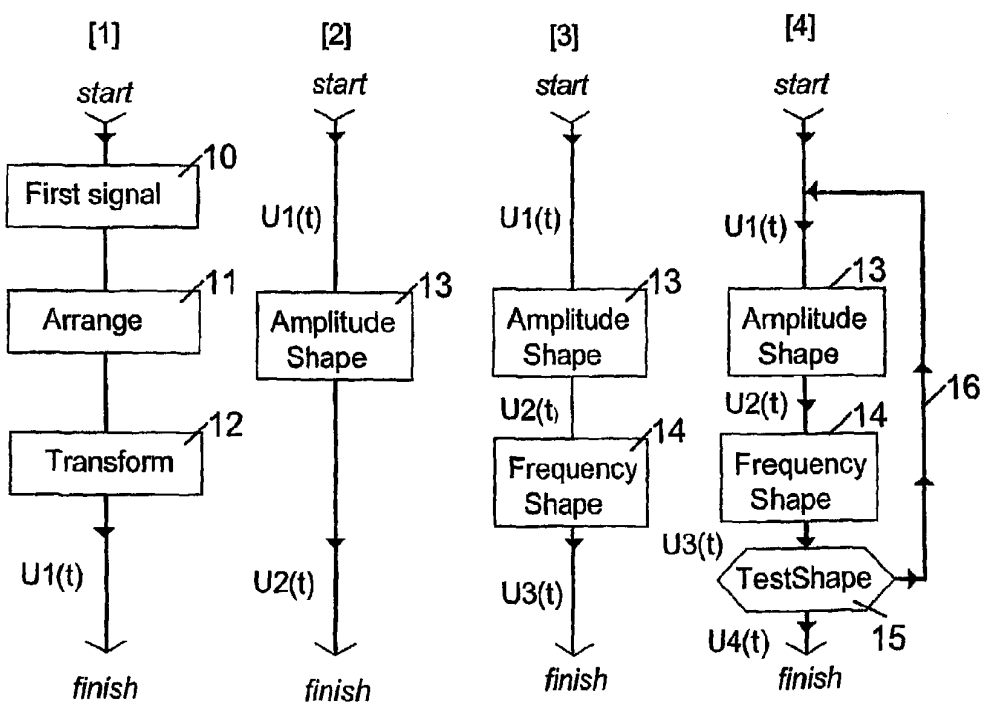 [1]
start
10
First signal
11
Arrange
12
Transform
U1(t)
finish
[2]
start
U1(t)
13
Amplitude
Shape
U2(t)
finish
[3]
start
U1(t)
13
Amplitude
Shape
U2(t)
14
Frequency
Shape
U3(t)
finish
[4]
start
U1(t)
13
Amplitude
Shape
16
U2(t)
14
Frequency
Shape
U3(t)
TestShape
15
U4(t)
finish